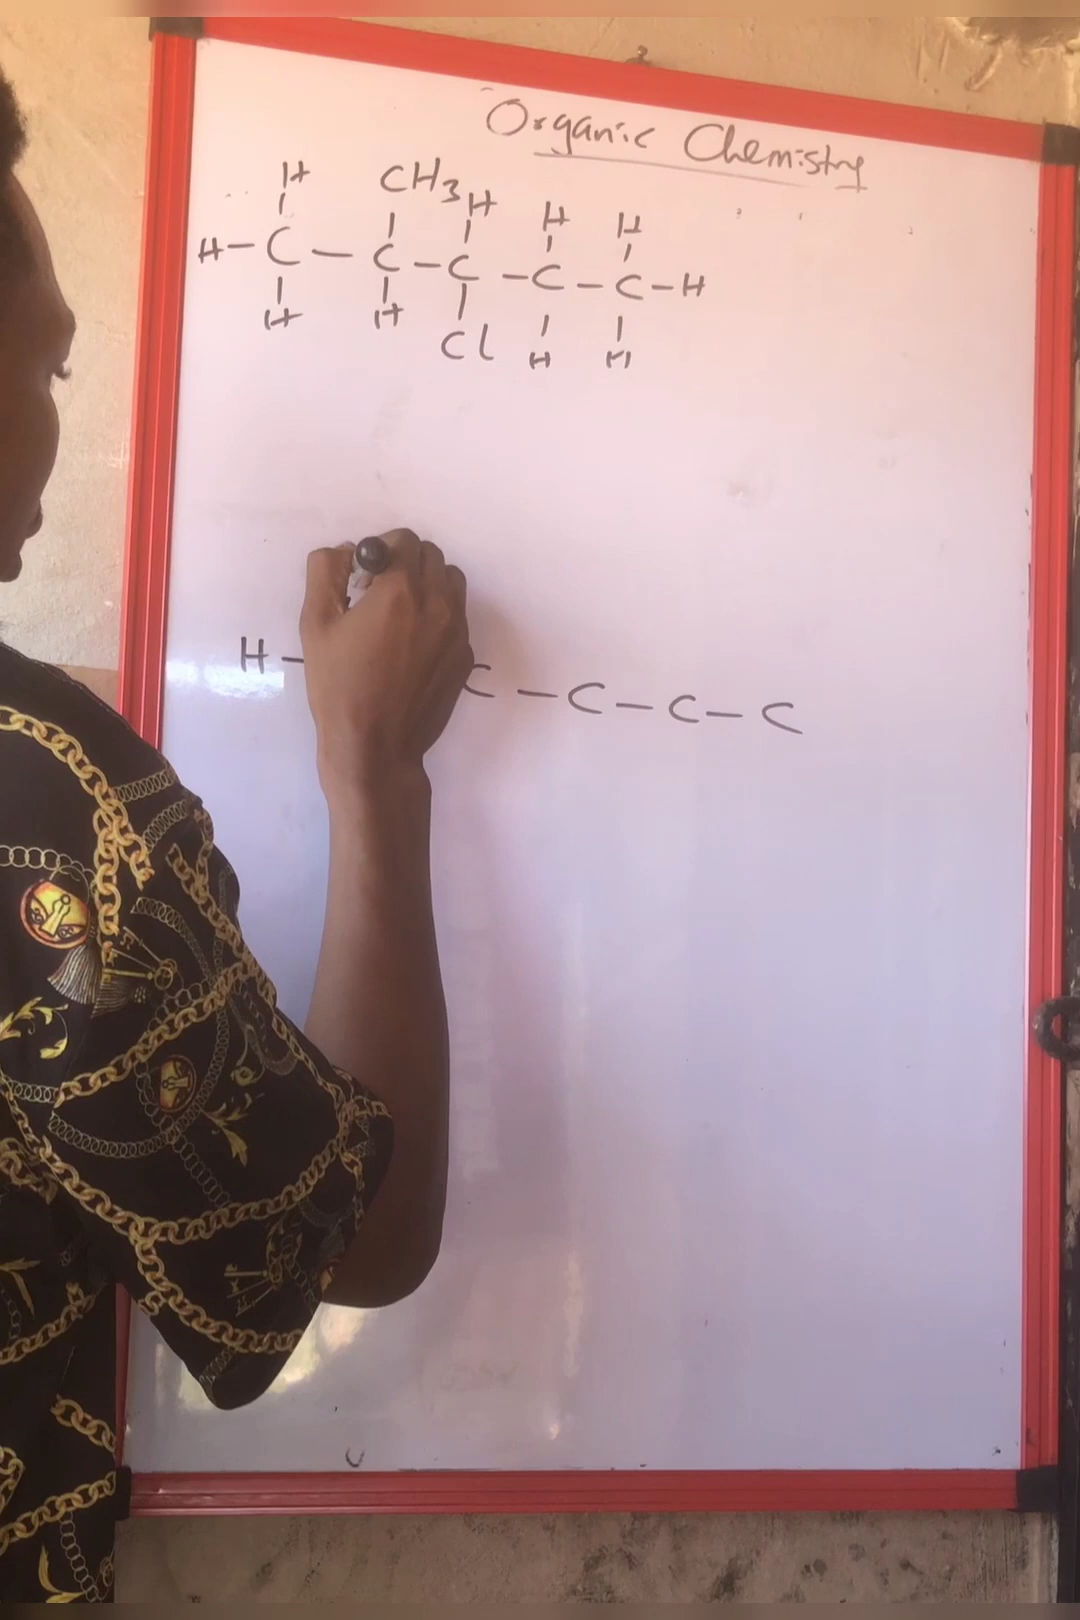 Organic Chemistry
H CH3 H H H
H-C-C-C-C-C-H
H H Cl H H
H- C-C-C-C